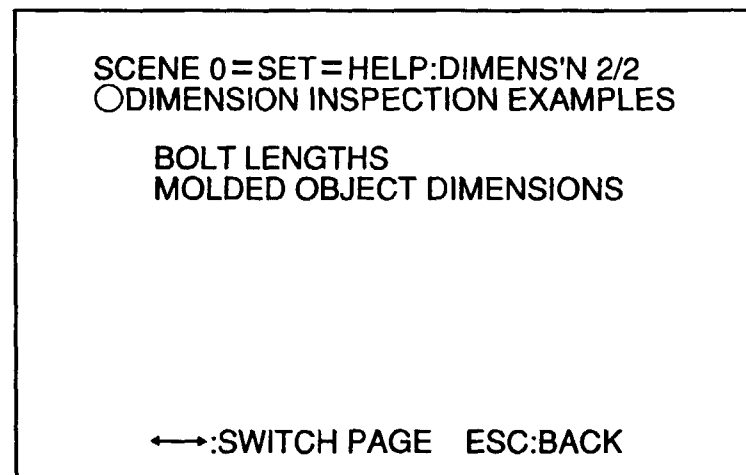 SCENE 0=SET=HELP:DIMENS'N 2/2
○DIMENSION INSPECTION EXAMPLES
BOLT LENGTHS
MOLDED OBJECT DIMENSIONS
←→:SWITCH PAGE ESC:BACK